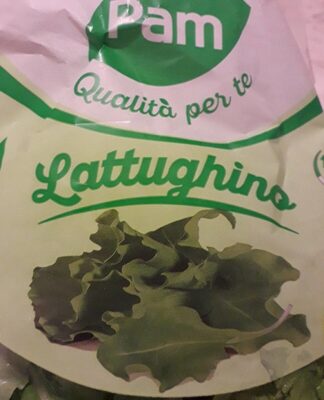 Pam
Qualità per te
Lattughino